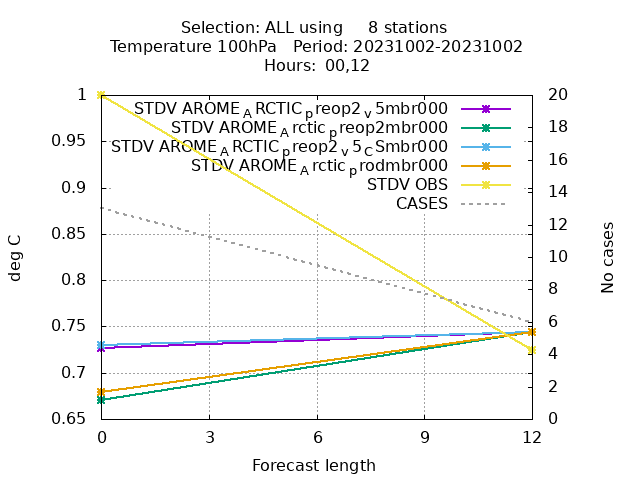 Selection: ALL using     8 stations
Temperature 100hPa   Period: 20231002-20231002
Hours: 00,12
1
0.95
0.9
0.85
0.8
0.75
0.7
0.65
deg C
STDV AROME_ARCTIC_preop2_v5mbr000
STDV AROME_Arctic_preop2mbr000
STDV AROME_ARCTIC_preop2_v5_CSmbr000
STDV AROME_Arctic_prodmbr000
STDV OBS
CASES
20
18
16
14
12
10
8
6
4
2
0
No cases
0 3 6 9 12
Forecast length